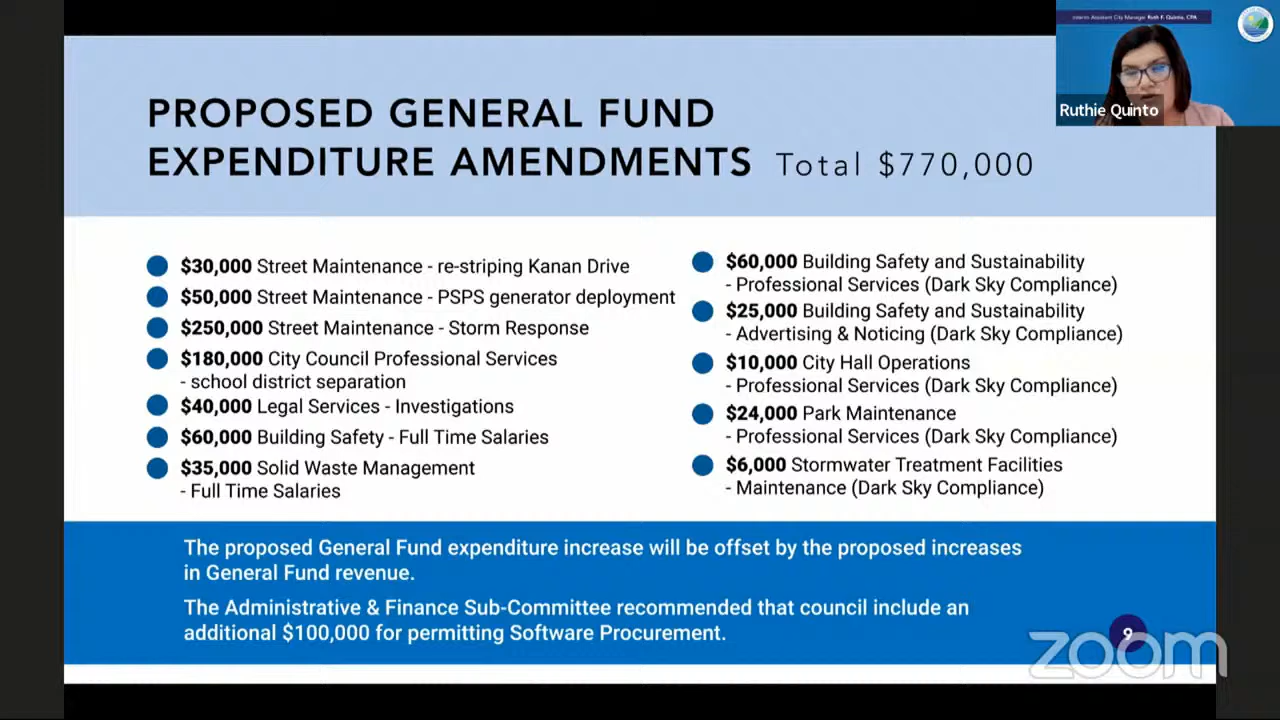 Interim Assistant City Manager Ruth F. Quinto, CPA
Ruthie Quinto
PROPOSED GENERAL FUND
EXPENDITURE AMENDMENTS Total $770,000
$30,000 Street Maintenance - re-striping Kanan Drive
$50,000 Street Maintenance - PSPS generator deployment
$250,000 Street Maintenance - Storm Response
$180,000 City Council Professional Services
- school district separation
$40,000 Legal Services - Investigations
$60,000 Building Safety - Full Time Salaries
$35,000 Solid Waste Management
- Full Time Salaries
$60,000 Building Safety and Sustainability
- Professional Services (Dark Sky Compliance)
$25,000 Building Safety and Sustainability
- Advertising & Noticing (Dark Sky Compliance)
$10,000 City Hall Operations
- Professional Services (Dark Sky Compliance)
$24,000 Park Maintenance
- Professional Services (Dark Sky Compliance)
$6,000 Stormwater Treatment Facilities
- Maintenance (Dark Sky Compliance)
The proposed General Fund expenditure increase will be offset by the proposed increases
in General Fund revenue.
The Administrative & Finance Sub-Committee recommended that council include an
additional $100,000 for permitting Software Procurement.
9
zoom